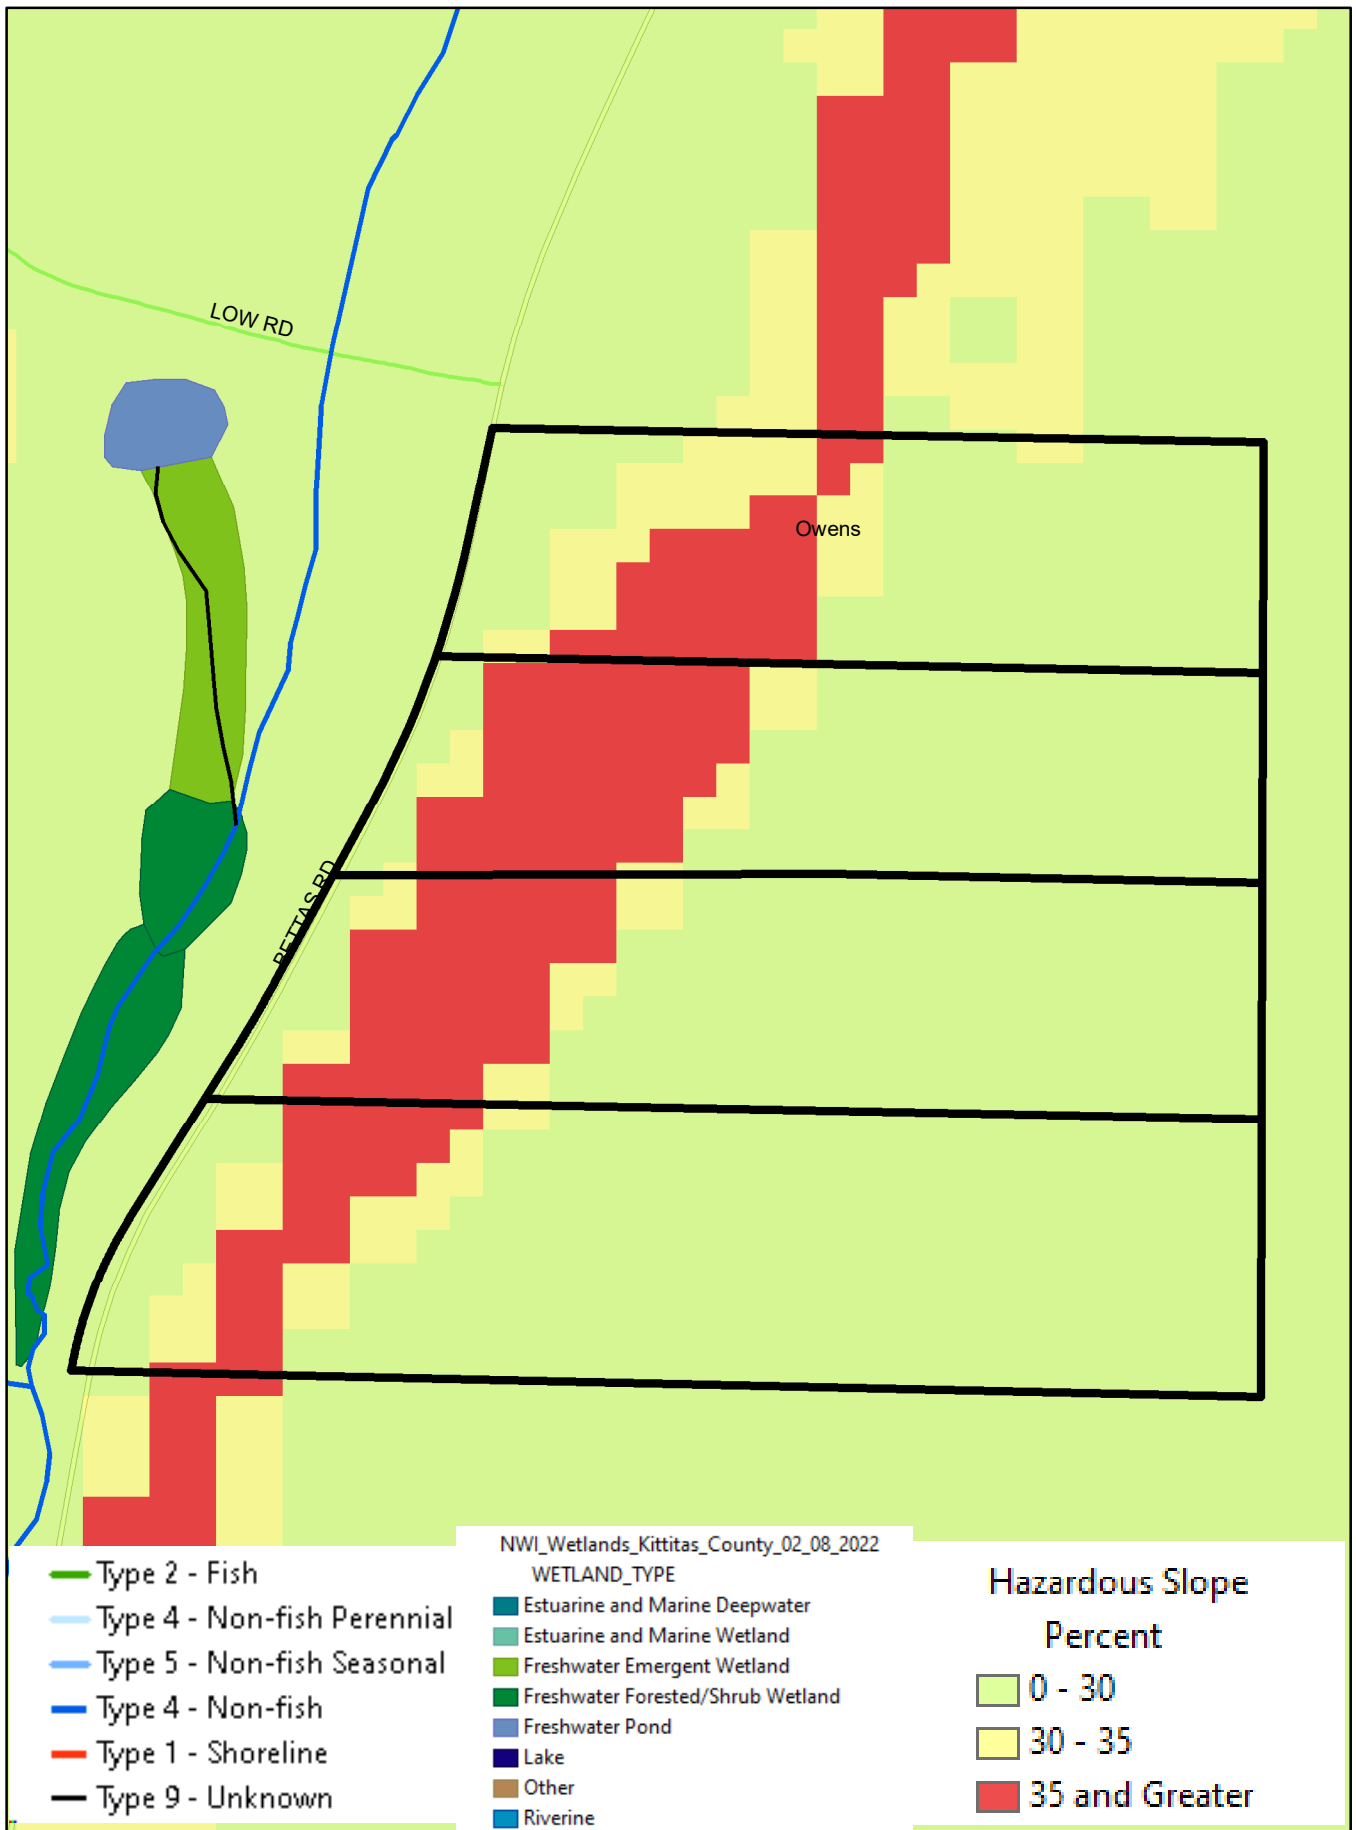 LOW RD
Owens
BETTAS RD
Type 2 - Fish
Type 4 - Non-fish Perennial
Type 5 - Non-fish Seasonal
Type 4 - Non-fish
Type 1 - Shoreline
Type 9 - Unknown
NWI_Wetlands_Kittitas_County_02_08_2022
WETLAND_TYPE
Estuarine and Marine Deepwater
Estuarine and Marine Wetland
Freshwater Emergent Wetland
Freshwater Forested/Shrub Wetland
Freshwater Pond
Lake
Other
Riverine
Hazardous Slope
Percent
0 - 30
30 - 35
35 and Greater